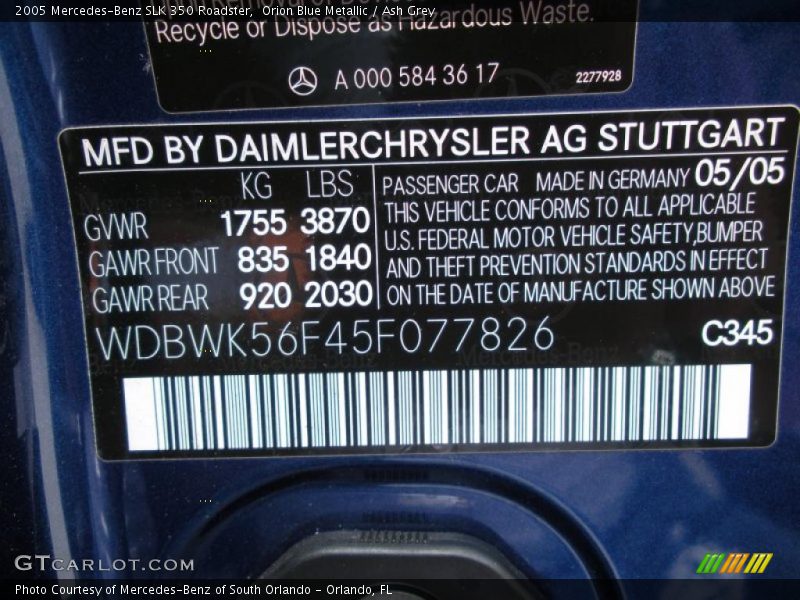 2005 Mercedes-Benz SLK 350 Roadster,  Orion Blue Metallic / Ash Grey
Recycle or Dispose as Hazardous Waste.
A 000 584 36 17
2277928
MFD BY DAIMLERCHRYSLER AG STUTTGART
KG LBS
GVWR 1755 3870
GAWR FRONT 835 1840
GAWR REAR 920 2030
PASSENGER CAR MADE IN GERMANY 05/05
THIS VEHICLE CONFORMS TO ALL APPLICABLE
U.S. FEDERAL MOTOR VEHICLE SAFETY,BUMPER
AND THEFT PREVENTION STANDARDS IN EFFECT
ON THE DATE OF MANUFACTURE SHOWN ABOVE
WDBWK56F45F077826
C345
GTCARLOT.COM
Photo Courtesy of Mercedes-Benz of South Orlando - Orlando, FL